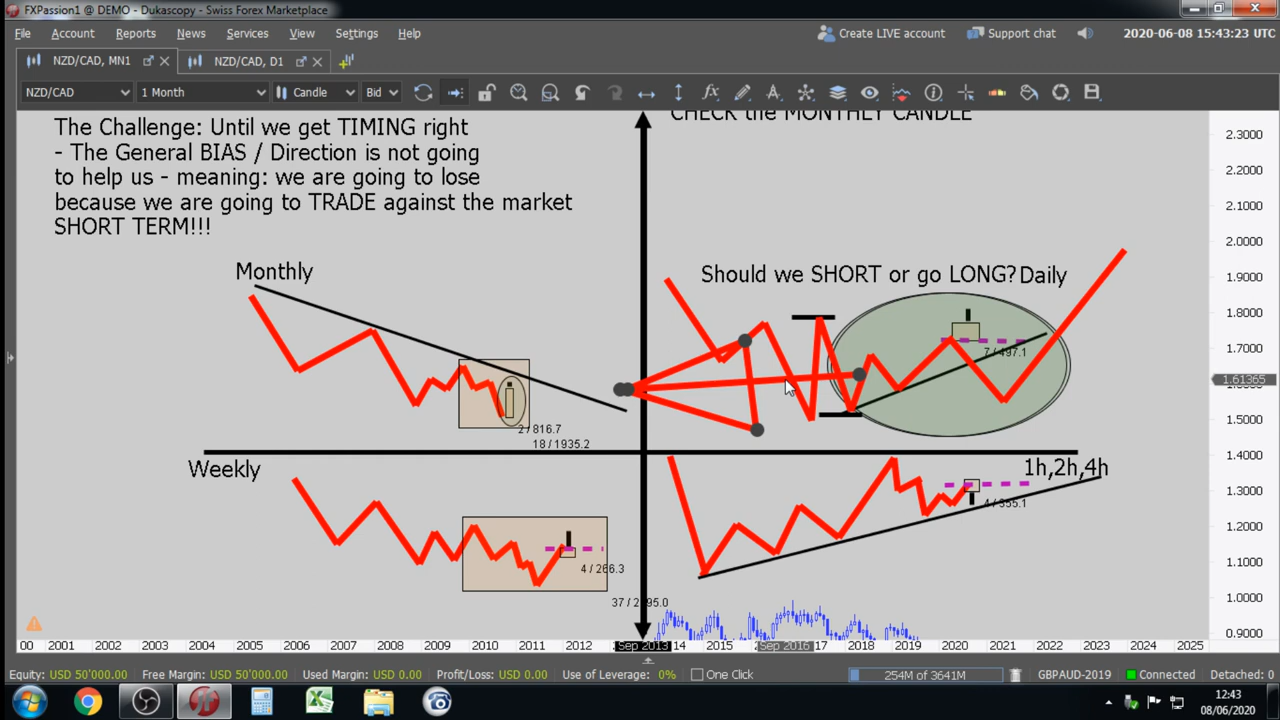 FXPassion1 @ DEMO - Dukascopy - Swiss Forex Marketplace
File Account Reports News Services View Settings Help
Create LIVE account Support chat 2020-06-08 15:43:23 UTC
NZD/CAD, MN1 NZD/CAD, D1
NZD/CAD 1 Month Candle Bid
CHECK the MONTHLY CANDLE
The Challenge: Until we get TIMING right
- The General BIAS / Direction is not going
to help us - meaning: we are going to lose
because we are going to TRADE against the market
SHORT TERM!!!
Monthly
Should we SHORT or go LONG? Daily
7 / 497.1
2 / 816.7
18 / 1935.2
Weekly
1h,2h,4h
4 / 355.1
4 / 266.3
2.3000
2.2000
2.1000
2.0000
1.9000
1.8000
1.7000
1.61365
1.5000
1.4000
1.3000
1.2000
1.1000
1.0000
0.9000
00 2001 2002 2003 2004 2005 2006 2007 2008 2009 2010 2011 2012 Sep 2013 14 2015 Sep 2016 17 2018 2019 2020 2021 2022 2023 2024 2025
Equity: USD 50'000.00 Free Margin: USD 50'000.00 Used Margin: USD 0.00 Profit/Loss: USD 0.00 Use of Leverage: 0% One Click 254M of 3641M GBPAUD-2019 Connected Detached: 0
12:43
08/06/2020